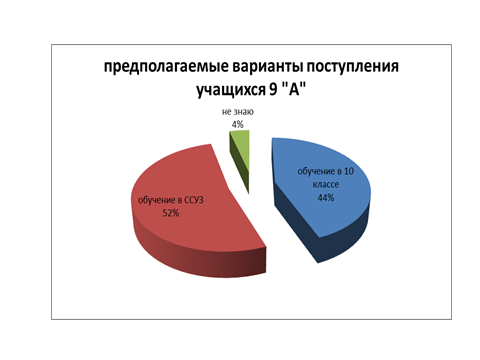 предполагаемые варианты поступления
учащихся 9 "А"
не знаю
4%
обучение в 10
классе
44%
обучение в ССУЗ
52%